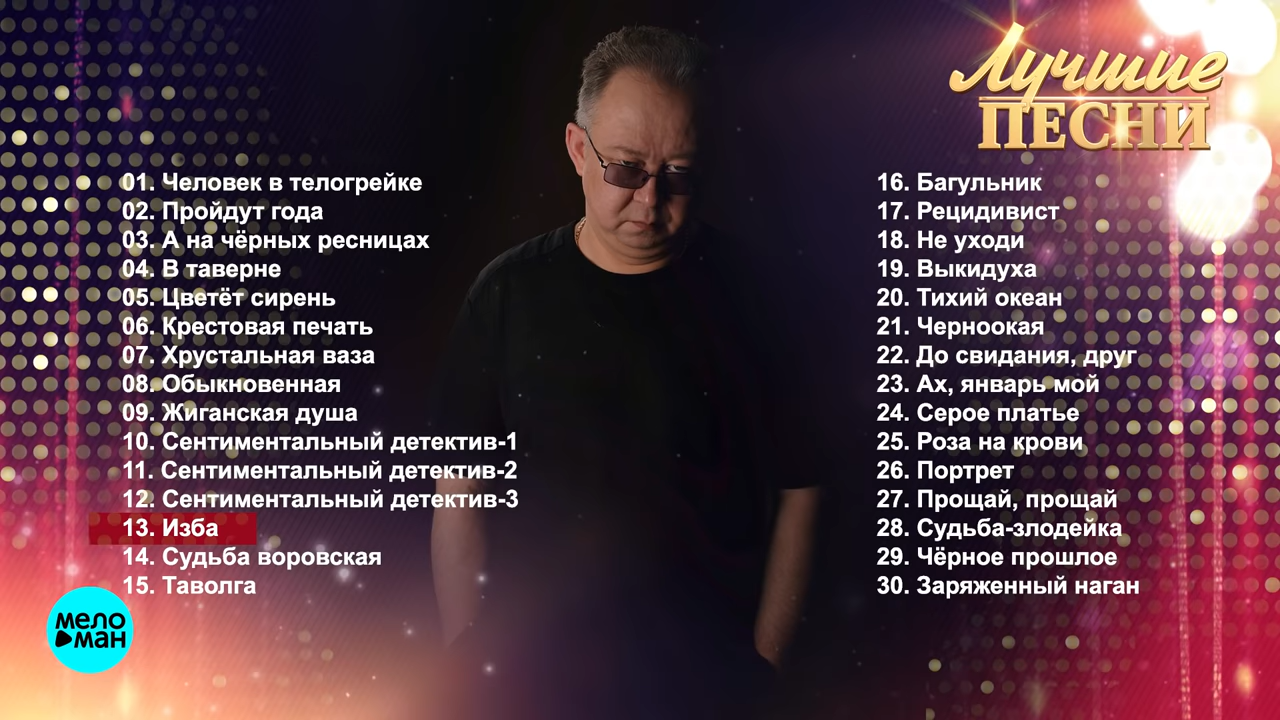 Лучшие
ПЕСНИ
01. Человек в телогрейке
02. Пройдут года
03. А на чёрных ресницах
04. В таверне
05. Цветёт сирень
06. Крестовая печать
07. Хрустальная ваза
08. Обыкновенная
09. Жиганская душа
10. Сентиментальный детектив-1
11. Сентиментальный детектив-2
12. Сентиментальный детектив-3
13. Изба
14. Судьба воровская
15. Таволга
16. Багульник
17. Рецидивист
18. Не уходи
19. Выкидуха
20. Тихий океан
21. Черноокая
22. До свидания, друг
23. Ах, январь мой
24. Серое платье
25. Роза на крови
26. Портрет
27. Прощай, прощай
28. Судьба-злодейка
29. Чёрное прошлое
30. Заряженный наган
мело
ман